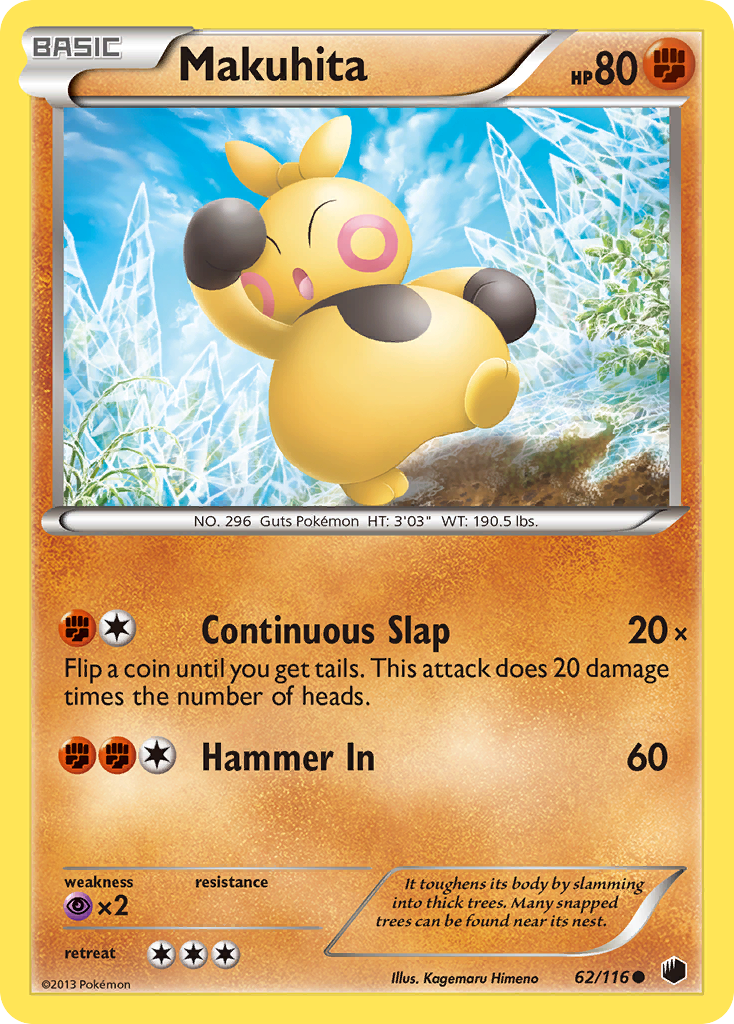 BASIC
Makuhita
HP80
NO. 296 Guts Pokémon HT: 3'03" WT: 190.5 lbs.
Continuous Slap
20×
Flip a coin until you get tails. This attack does 20 damage
times the number of heads.
Hammer In
60
weakness
resistance
×2
retreat
It toughens its body by slamming
into thick trees. Many snapped
trees can be found near its nest.
©2013 Pokémon
Illus. Kagemaru Himeno
62/116